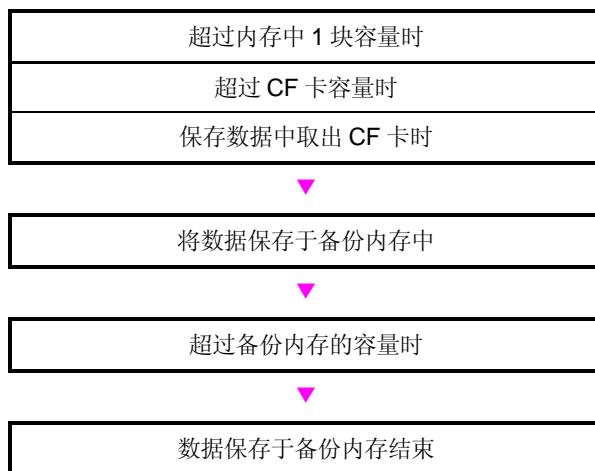 超过内存中 1 块容量时
超过 CF 卡容量时
保存数据中取出 CF 卡时
将数据保存于备份内存中
超过备份内存的容量时
数据保存于备份内存结束